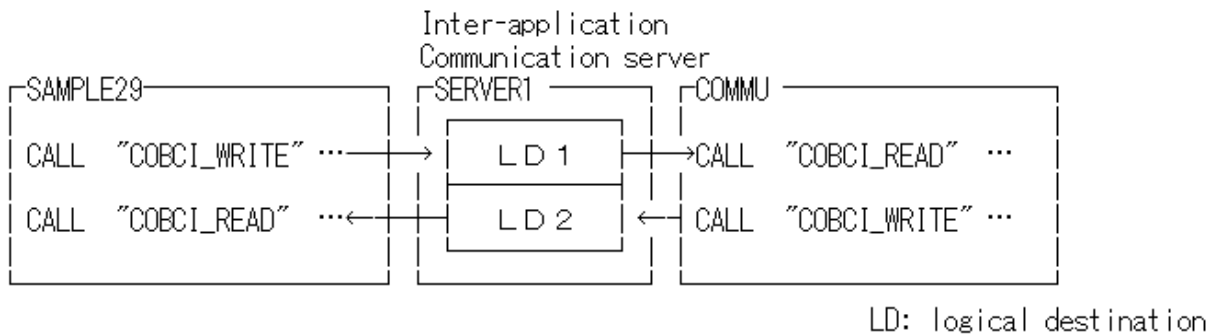 Inter-application
Communication server
SAMPLE29 SERVER1 COMMU
CALL "COBCI_WRITE" … LD1 CALL "COBCI_READ" …
CALL "COBCI_READ" … LD2 CALL "COBCI_WRITE" …
LD: logical destination